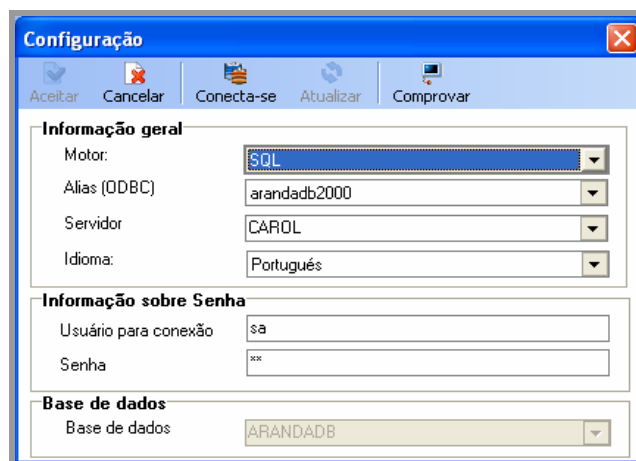 Configuração
Aceitar Cancelar Conecta-se Atualizar Comprovar
Informação geral
Motor: SQL
Alias (ODBC) arandadb2000
Servidor CAROL
Idioma: Portugués
Informação sobre Senha
Usuário para conexão sa
Senha **
Base de dados
Base de dados ARANDADB